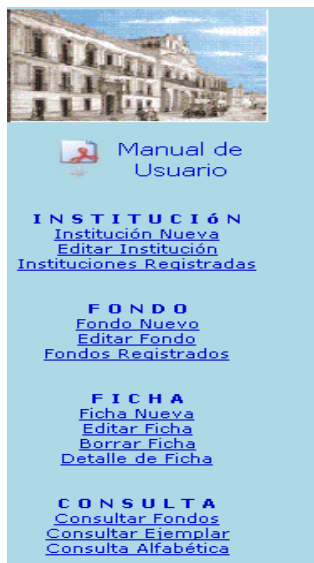 Manual de
Usuario
INSTITUCIóN
Institución Nueva
Editar Institución
Instituciones Registradas
FONDO
Fondo Nuevo
Editar Fondo
Fondos Registrados
FICHA
Ficha Nueva
Editar Ficha
Borrar Ficha
Detalle de Ficha
CONSULTA
Consultar Fondos
Consultar Ejemplar
Consulta Alfabética